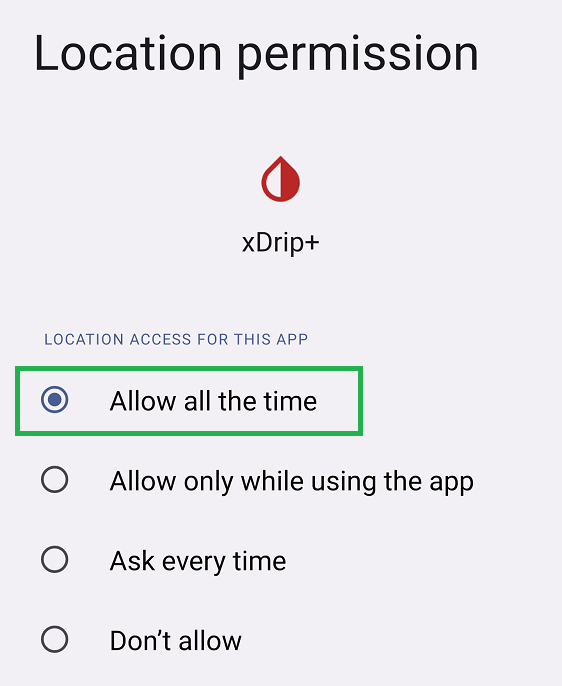 Location permission
xDrip+
LOCATION ACCESS FOR THIS APP
Allow all the time
Allow only while using the app
Ask every time
Don’t allow